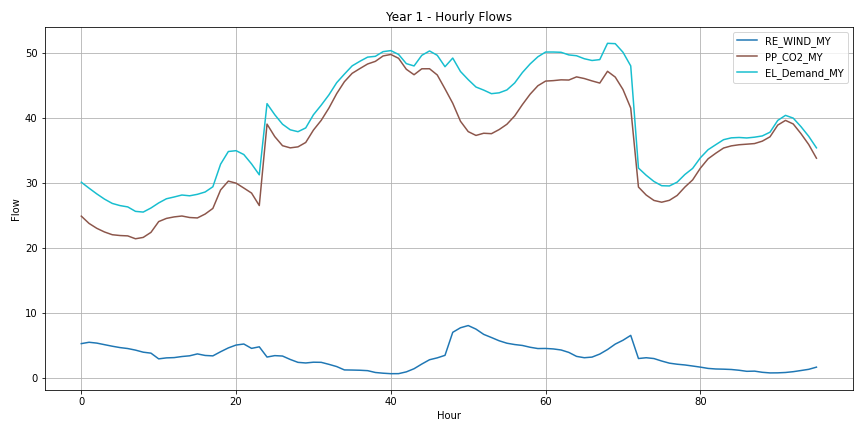 Year 1 - Hourly Flows
RE_WIND_MY
PP_CO2_MY
EL_Demand_MY
Flow
50
40
30
20
10
0
0
20
40
60
80
Hour